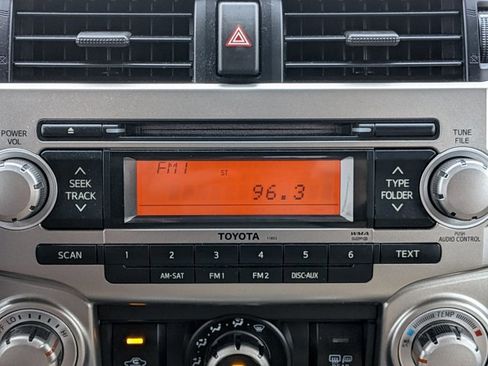 POWER
VOL
TUNE
FILE
SEEK
TRACK
FM1
ST
96.3
TYPE
FOLDER
TOYOTA
WMA
PUSH
AUDIO CONTROL
SCAN
1 2 3 4 5 6
TEXT
AM-SAT FM1 FM2 DISC-AUX
TEMP